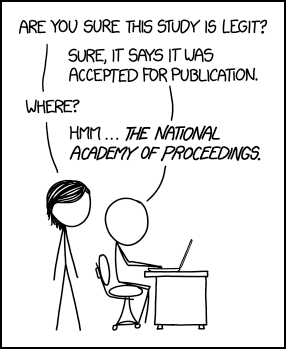 ARE YOU SURE THIS STUDY IS LEGIT?
SURE, IT SAYS IT WAS
ACCEPTED FOR PUBLICATION.
WHERE?
HMM... THE NATIONAL
ACADEMY OF PROCEEDINGS.